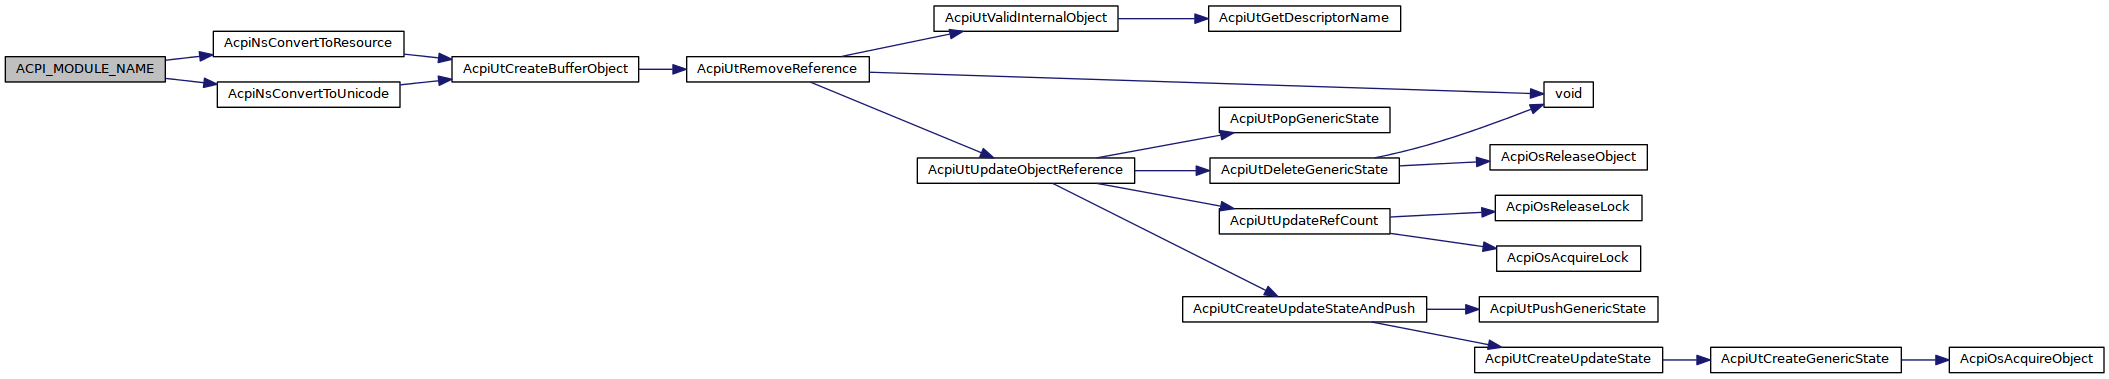 ACPI_MODULE_NAME
AcpiNsConvertToResource
AcpiNsConvertToUnicode
AcpiUtCreateBufferObject
AcpiUtRemoveReference
AcpiUtValidInternalObject
AcpiUtGetDescriptorName
void
AcpiUtUpdateObjectReference
AcpiUtPopGenericState
AcpiUtDeleteGenericState
AcpiOsReleaseObject
AcpiUtUpdateRefCount
AcpiOsReleaseLock
AcpiOsAcquireLock
AcpiUtCreateUpdateStateAndPush
AcpiUtPushGenericState
AcpiUtCreateUpdateState
AcpiUtCreateGenericState
AcpiOsAcquireObject